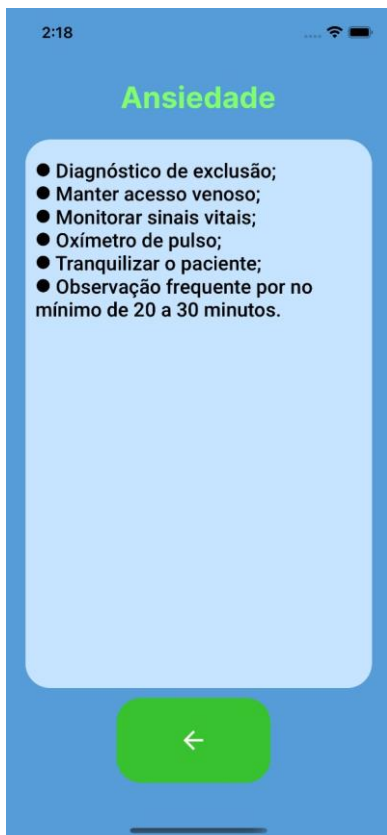 2:18
Ansiedade
● Diagnóstico de exclusão;
● Manter acesso venoso;
● Monitorar sinais vitais;
● Oxímetro de pulso;
● Tranquilizar o paciente;
● Observação frequente por no
mínimo de 20 a 30 minutos.